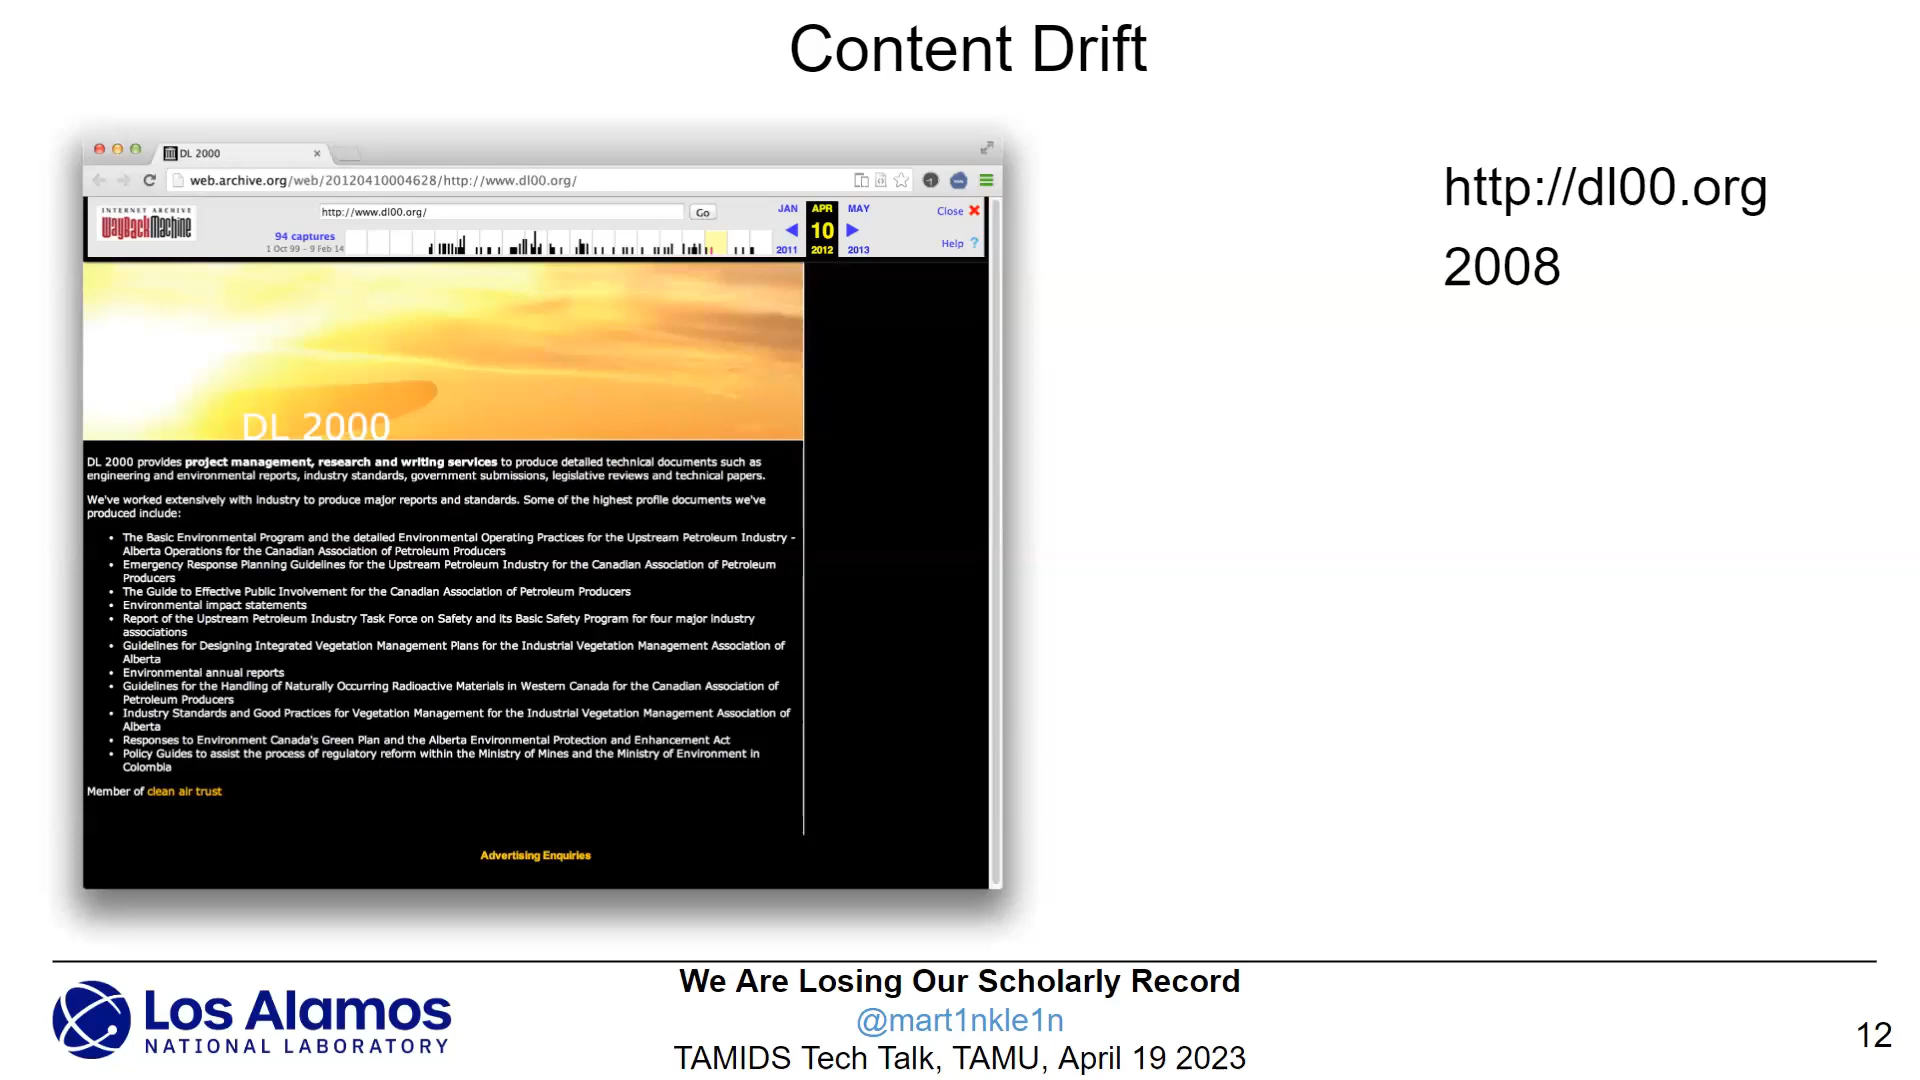 Content Drift
DL 2000
web.archive.org/web/20120410004628/http://www.dl00.org/
INTERNET ARCHIVE
WayBackMachine
http://www.dl00.org/
Go
94 captures
1 Oct 99 - 9 Feb 14
JAN APR MAY
10
2011 2012 2013
Close
Help ?
DL 2000
DL 2000 provides project management, research and writing services to produce detailed technical documents such as
engineering and environmental reports, industry standards, government submissions, legislative reviews and technical papers.
We've worked extensively with industry to produce major reports and standards. Some of the highest profile documents we've
produced include:
• The Basic Environmental Program and the detailed Environmental Operating Practices for the Upstream Petroleum Industry -
Alberta Operations for the Canadian Association of Petroleum Producers
• Emergency Response Planning Guidelines for the Upstream Petroleum Industry for the Canadian Association of Petroleum
Producers
• The Guide to Effective Public Involvement for the Canadian Association of Petroleum Producers
• Environmental impact statements
• Report of the Upstream Petroleum Industry Task Force on Safety and its Basic Safety Program for four major industry
associations
• Guidelines for Designing Integrated Vegetation Management Plans for the Industrial Vegetation Management Association of
Alberta
• Environmental annual reports
• Guidelines for the Handling of Naturally Occurring Radioactive Materials in Western Canada for the Canadian Association of
Petroleum Producers
• Industry Standards and Good Practices for Vegetation Management for the Industrial Vegetation Management Association of
Alberta
• Responses to Environment Canada's Green Plan and the Alberta Environmental Protection and Enhancement Act
• Policy Guides to assist the process of regulatory reform within the Ministry of Mines and the Ministry of Environment in
Colombia
Member of clean air trust
Advertising Enquiries
http://dl00.org
2008
We Are Losing Our Scholarly Record
@mart1nkle1n
TAMIDS Tech Talk, TAMU, April 19 2023
Los Alamos
NATIONAL LABORATORY
12